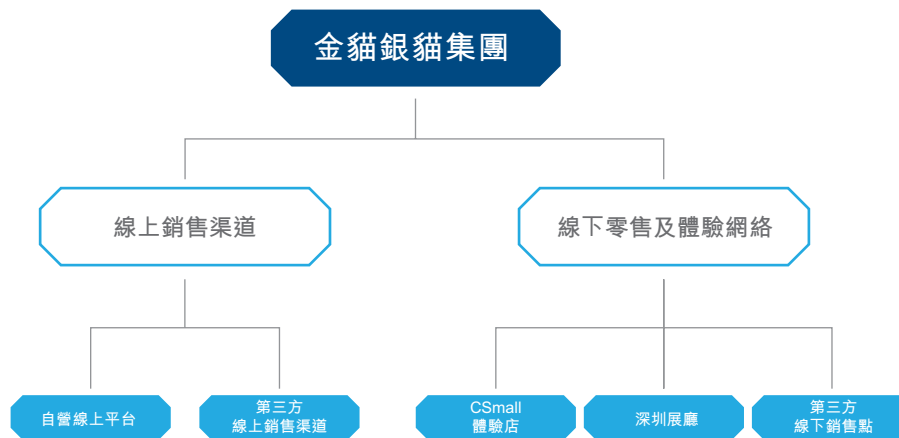 金貓銀貓集團
線上銷售渠道
線下零售及體驗網絡
自營線上平台
第三方
線上銷售渠道
CSmall
體驗店
深圳展廳
第三方
線下銷售點